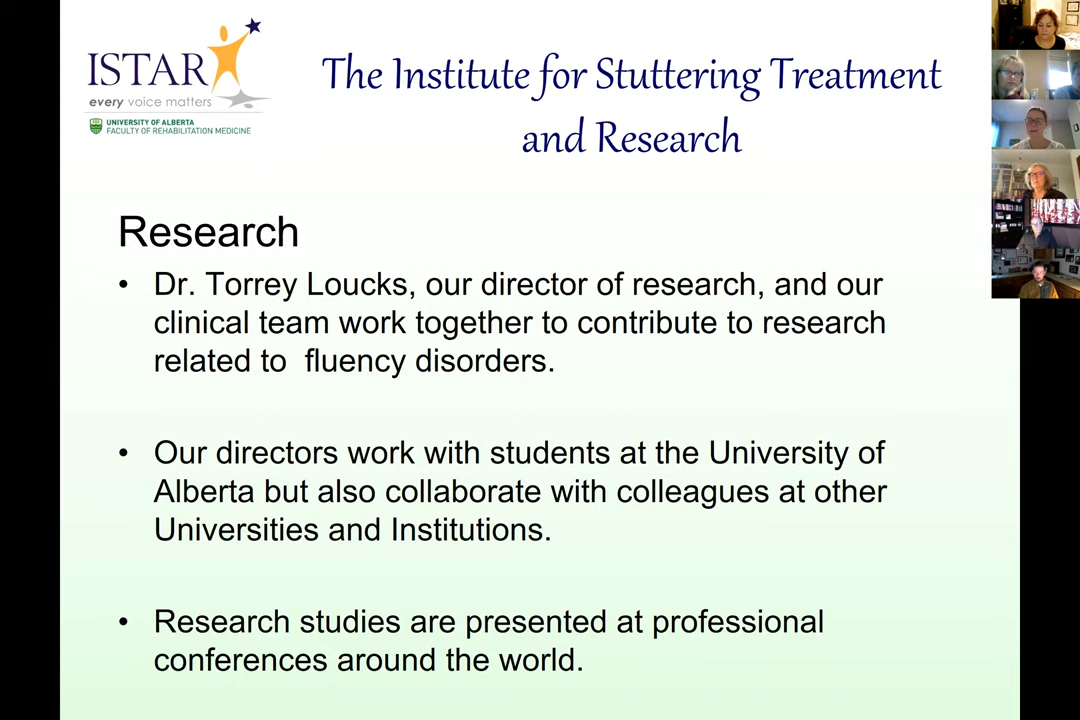 ISTAR
every voice matters
UNIVERSITY OF ALBERTA
FACULTY OF REHABILITATION MEDICINE
The Institute for Stuttering Treatment
and Research
Research
• Dr. Torrey Loucks, our director of research, and our
clinical team work together to contribute to research
related to  fluency disorders.
• Our directors work with students at the University of
Alberta but also collaborate with colleagues at other
Universities and Institutions.
• Research studies are presented at professional
conferences around the world.